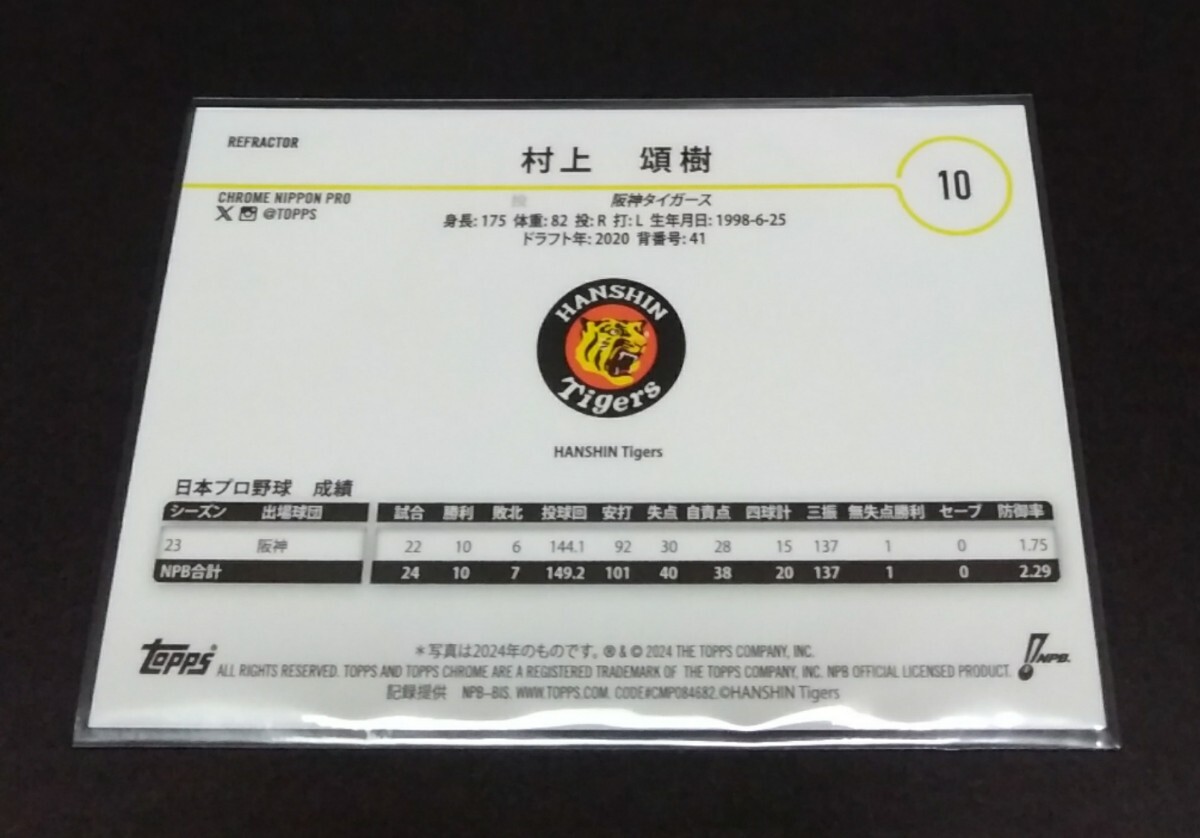 REFRACTOR
村上 頌樹
10
CHROME NIPPON PRO
@TOPPS
阪神タイガース
身長: 175 体重: 82 投: R 打: L 生年月日: 1998-6-25
ドラフト年: 2020 背番号: 41
HANSHIN
Tigers
HANSHIN Tigers
日本プロ野球 成績
シーズン 出場球団 試合 勝利 敗北 投球回 安打 失点 自責点 四球計 三振 無失点勝利 セーブ 防御率
23 阪神 22 10 6 144.1 92 30 28 15 137 1 0 1.75
NPB合計 24 10 7 149.2 101 40 38 20 137 1 0 2.29
Topps®
*写真は2024年のものです。 ® & © 2024 THE TOPPS COMPANY, INC.
ALL RIGHTS RESERVED. TOPPS AND TOPPS CHROME ARE A REGISTERED TRADEMARK OF THE TOPPS COMPANY, INC. NPB OFFICIAL LICENSED PRODUCT.
記録提供 NPB-BIS. WWW.TOPPS.COM. CODE#CMP084682.©HANSHIN Tigers
NPB.